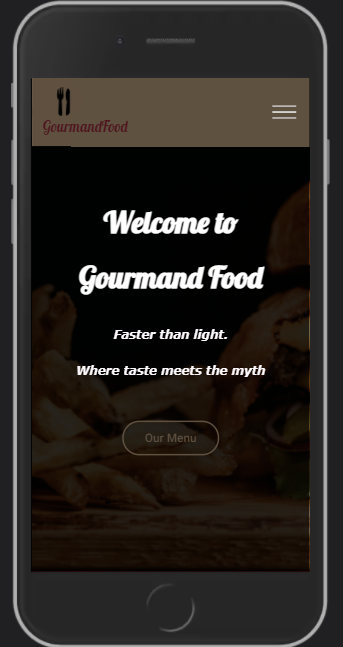 GourmandFood
Welcome to
Gourmand Food
Faster than light.
Where taste meets the myth
Our Menu